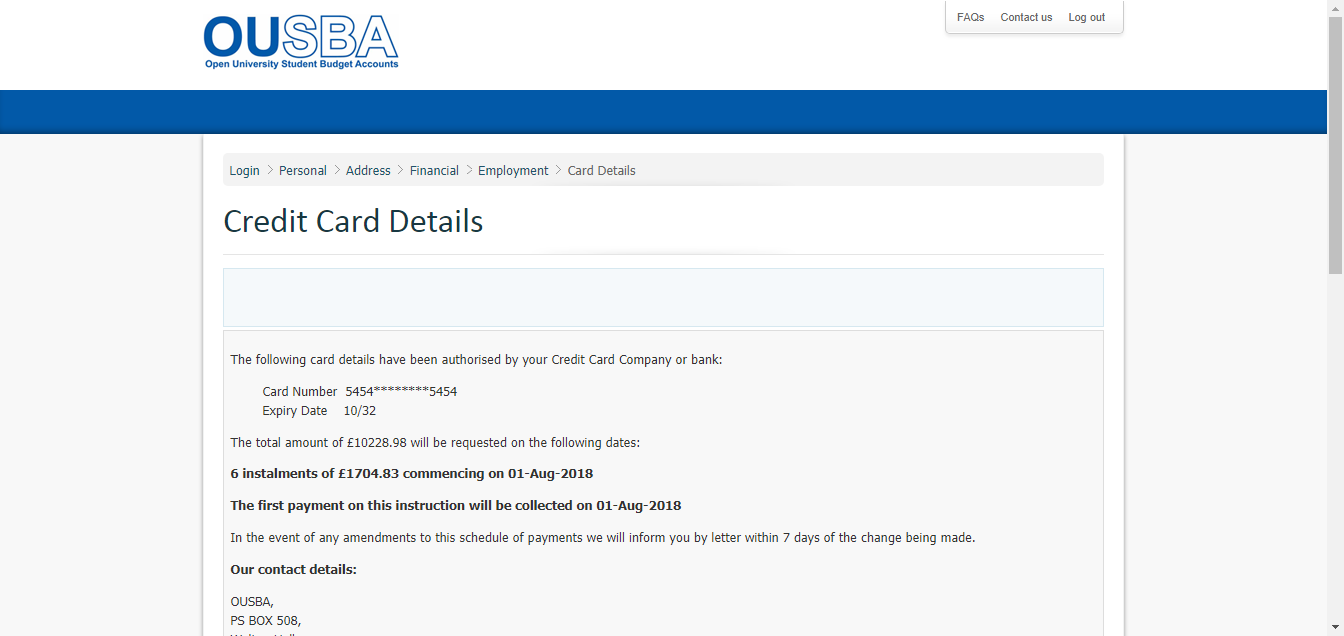 OUSBA
Open University Student Budget Accounts
FAQs Contact us Log out
Login > Personal > Address > Financial > Employment > Card Details
Credit Card Details
The following card details have been authorised by your Credit Card Company or bank:
Card Number 5454********5454
Expiry Date 10/32
The total amount of £10228.98 will be requested on the following dates:
6 instalments of £1704.83 commencing on 01-Aug-2018
The first payment on this instruction will be collected on 01-Aug-2018
In the event of any amendments to this schedule of payments we will inform you by letter within 7 days of the change being made.
Our contact details:
OUSBA,
PS BOX 508,